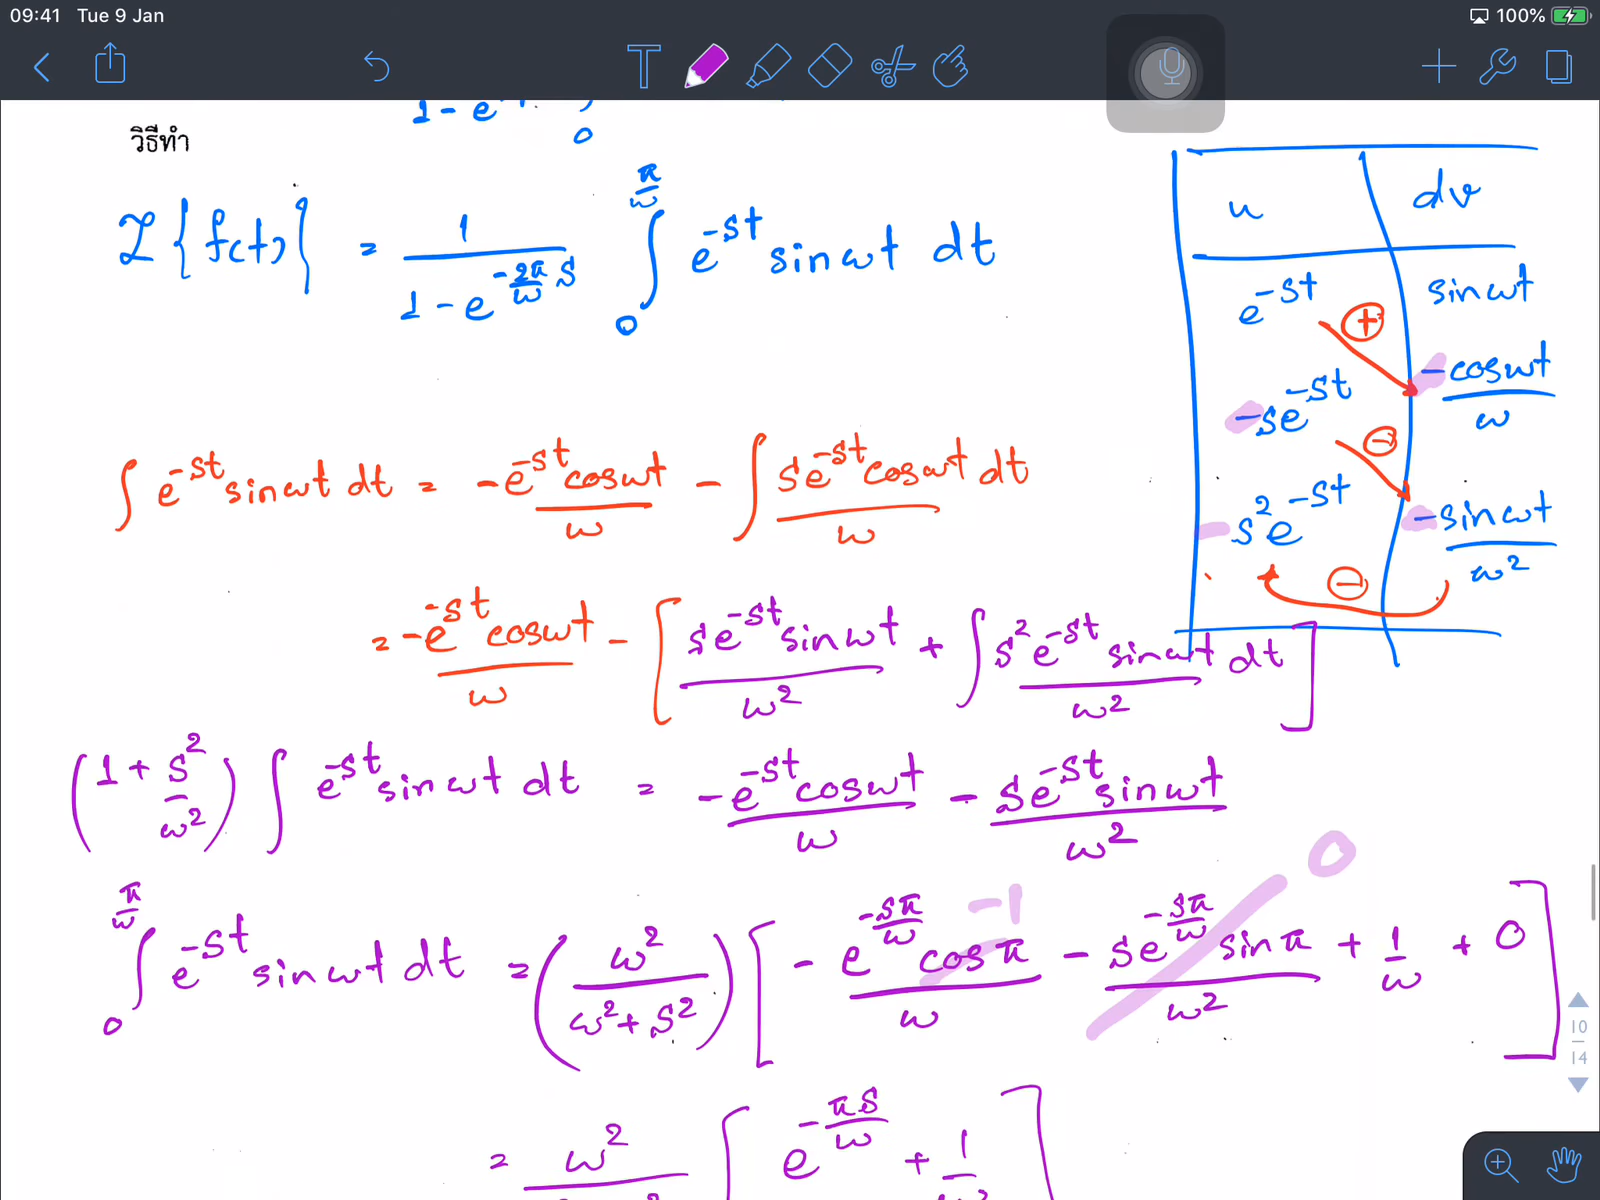 09:41 Tue 9 Jan 100%
T
1 - e
0
วิธีทำ
ℒ{f(t)} = 1/(1 - e^(-2π/ω s)) ∫_0^(π/ω) e^(-st) sin ωt dt
u dv
e^(-st) sin ωt
+
-se^(-st) -cos ωt/ω
-
-s²e^(-st) -sin ωt/ω²
-
∫ e^(-st) sin ωt dt = -e^(-st) cos ωt/ω - ∫ se^(-st) cos ωt dt/ω
= -e^(-st) cos ωt/ω - [se^(-st) sin ωt/ω² + ∫ s²e^(-st) sin ωt/ω² dt]
(1 + s²/ω²) ∫ e^(-st) sin ωt dt = -e^(-st) cos ωt/ω - se^(-st) sin ωt/ω²
-1 0
∫_0^(π/ω) e^(-st) sin ωt dt = (ω²/(ω² + s²)) [-e^(-sπ/ω) cos π/ω - se^(-sπ/ω) sin π/ω² + 1/ω + 0]
= ω² [e^(-πs/ω) + 1
10
14